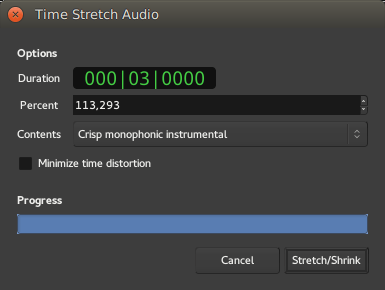 Time Stretch Audio
Options
Duration 000|03|0000
Percent 113,293
Contents Crisp monophonic instrumental
Minimize time distortion
Progress
Cancel Stretch/Shrink